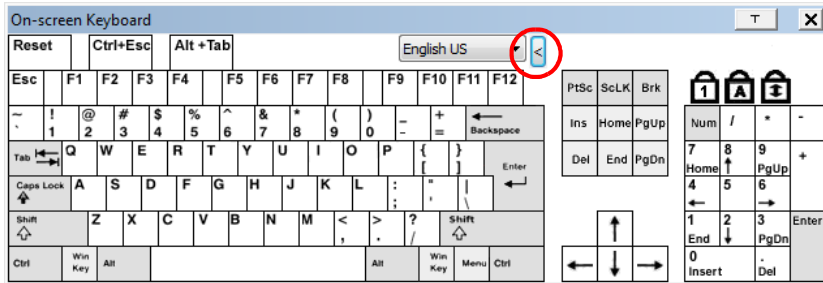 On-screen Keyboard T X
Reset Ctrl+Esc Alt +Tab English US <
Esc F1 F2 F3 F4 F5 F6 F7 F8 F9 F10 F11 F12 PtSc ScLK Brk 1 A
~ ! @ # $ % ^ & * ( ) _ +
` 1 2 3 4 5 6 7 8 9 0 - = Backspace Ins Home PgUp Num / * -
Tab Q W E R T Y U I O P { }
[ ] Enter Del End PgDn 7 Home 8 9 PgUp +
Caps Lock A S D F G H J K L : " |
; ' \ 4 5 6
Shift Z X C V B N M < > ? Shift
, . / 1 End 2 3 PgDn Enter
Ctrl Win Key Alt Alt Win Key Menu Ctrl 0 Insert . Del